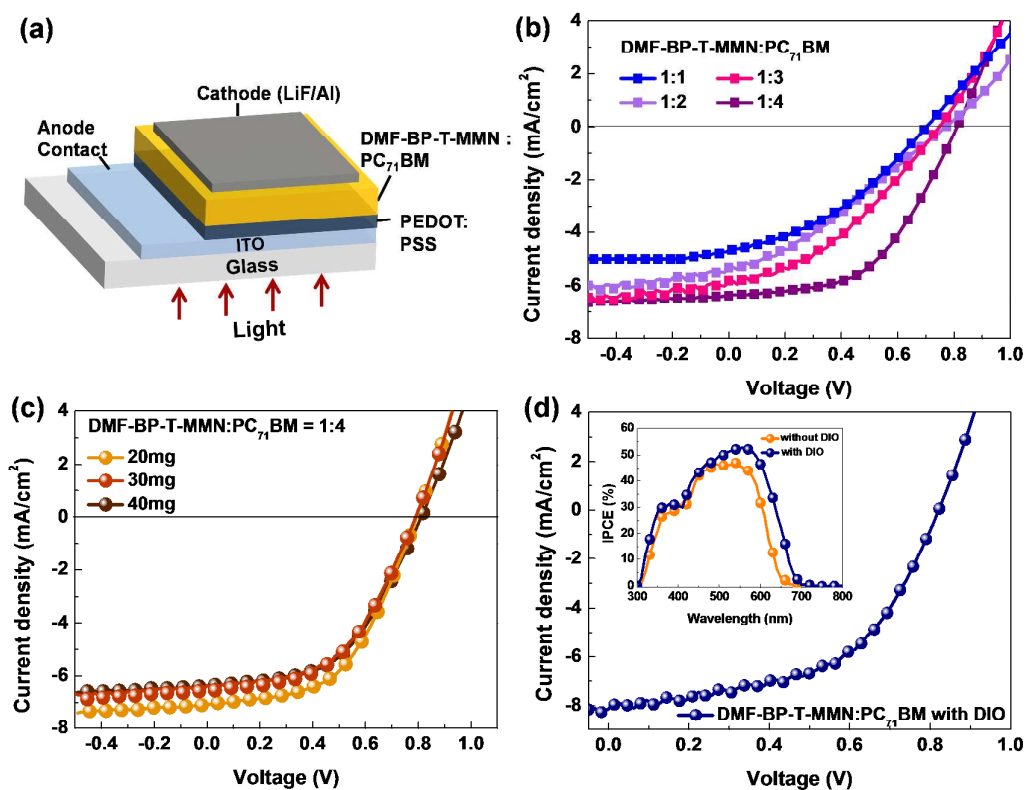 (a)
Cathode (LiF/Al)
Anode
Contact
DMF-BP-T-MMN :
PC71BM
PEDOT:
PSS
ITO
Glass
Light
(b)
DMF-BP-T-MMN:PC71BM
1:1 1:3
1:2 1:4
4
2
0
-2
-4
-6
-8
-0.4 -0.2 0.0 0.2 0.4 0.6 0.8 1.0
Voltage (V)
Current density (mA/cm²)
(c)
DMF-BP-T-MMN:PC71BM = 1:4
20mg
30mg
40mg
4
2
0
-2
-4
-6
-8
-0.4 -0.2 0.0 0.2 0.4 0.6 0.8 1.0
Voltage (V)
Current density (mA/cm²)
(d)
4
2
0
-2
-4
-6
-8
0.0 0.2 0.4 0.6 0.8 1.0
Voltage (V)
Current density (mA/cm²)
without DIO
with DIO
60
50
40
30
20
10
0
300 400 500 600 700 800
Wavelength (nm)
IPCE (%)
DMF-BP-T-MMN:PC71BM with DIO